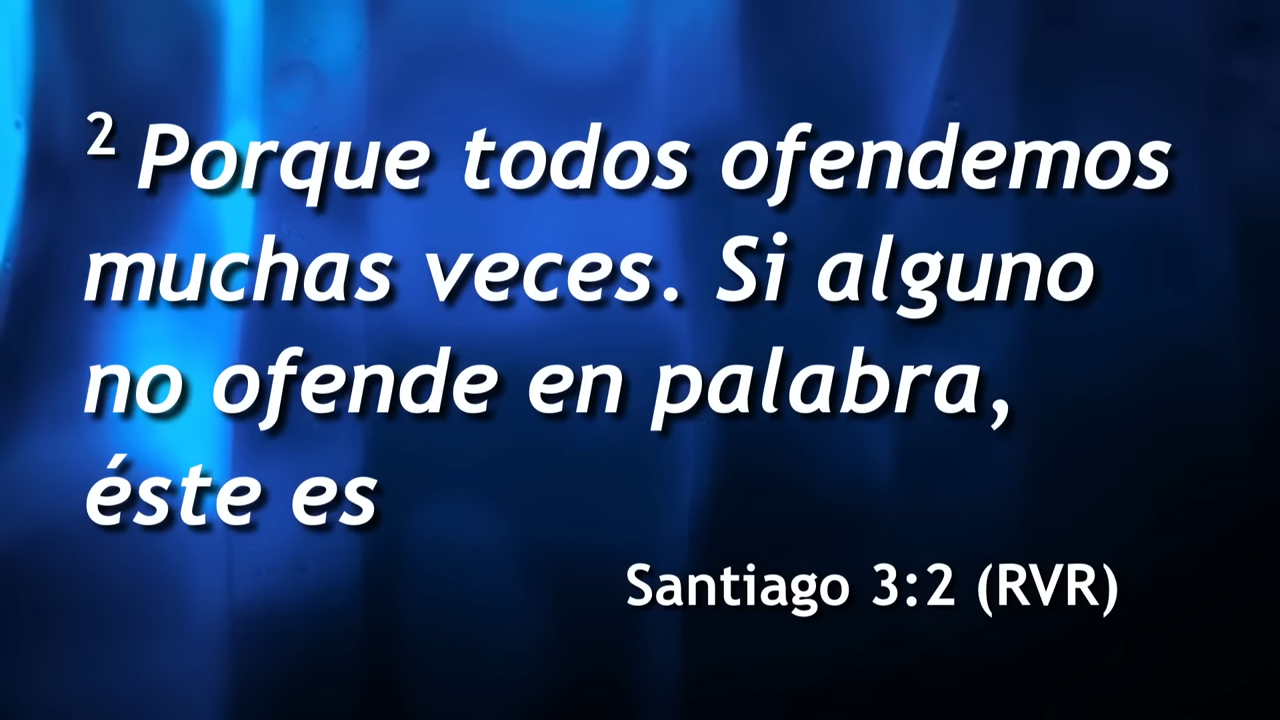 2 Porque todos ofendemos
muchas veces. Si alguno
no ofende en palabra,
éste es
Santiago 3:2 (RVR)